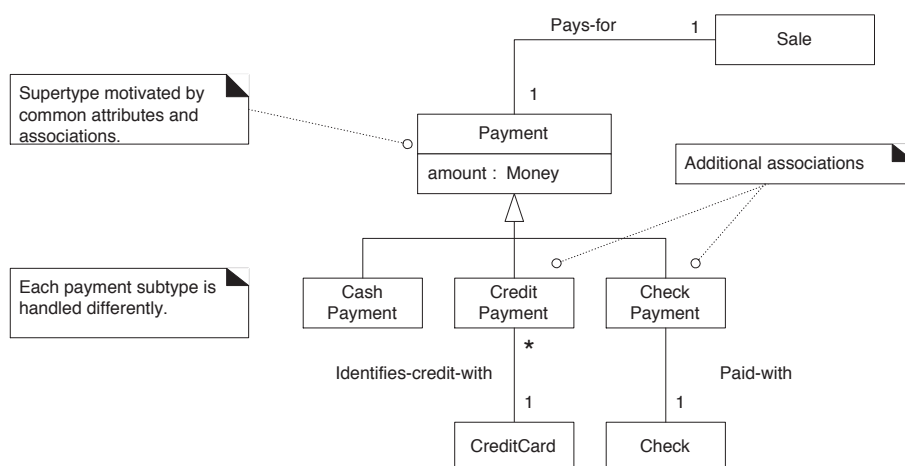 Pays-for
1
Sale
Supertype motivated by
common attributes and
associations.
1
Payment
amount : Money
Additional associations
Each payment subtype is
handled differently.
Cash
Payment
Credit
Payment
Check
Payment
*
Identifies-credit-with
Paid-with
1
1
CreditCard
Check